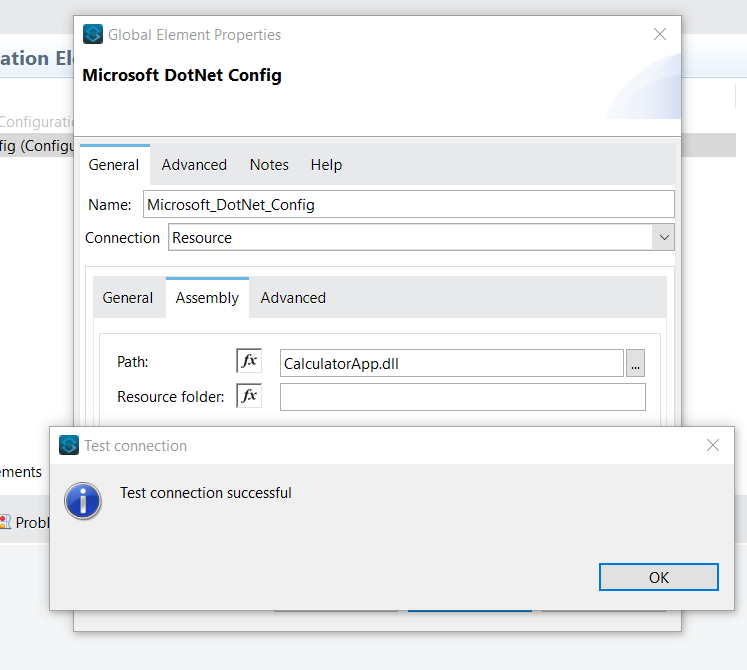 Global Element Properties
ation El
Microsoft DotNet Config
Configurati
fig (Configu
General Advanced Notes Help
Name: Microsoft_DotNet_Config
Connection Resource
General Assembly Advanced
Path: fx CalculatorApp.dll ...
Resource folder: fx
Test connection
ements
Test connection successful
Probl
OK